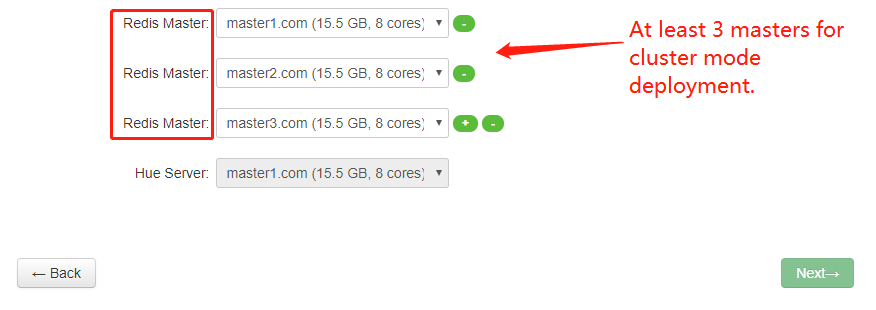 Redis Master: master1.com (15.5 GB, 8 cores) -
At least 3 masters for
cluster mode
deployment.
Redis Master: master2.com (15.5 GB, 8 cores) -
Redis Master: master3.com (15.5 GB, 8 cores) + -
Hue Server: master1.com (15.5 GB, 8 cores)
← Back
Next→